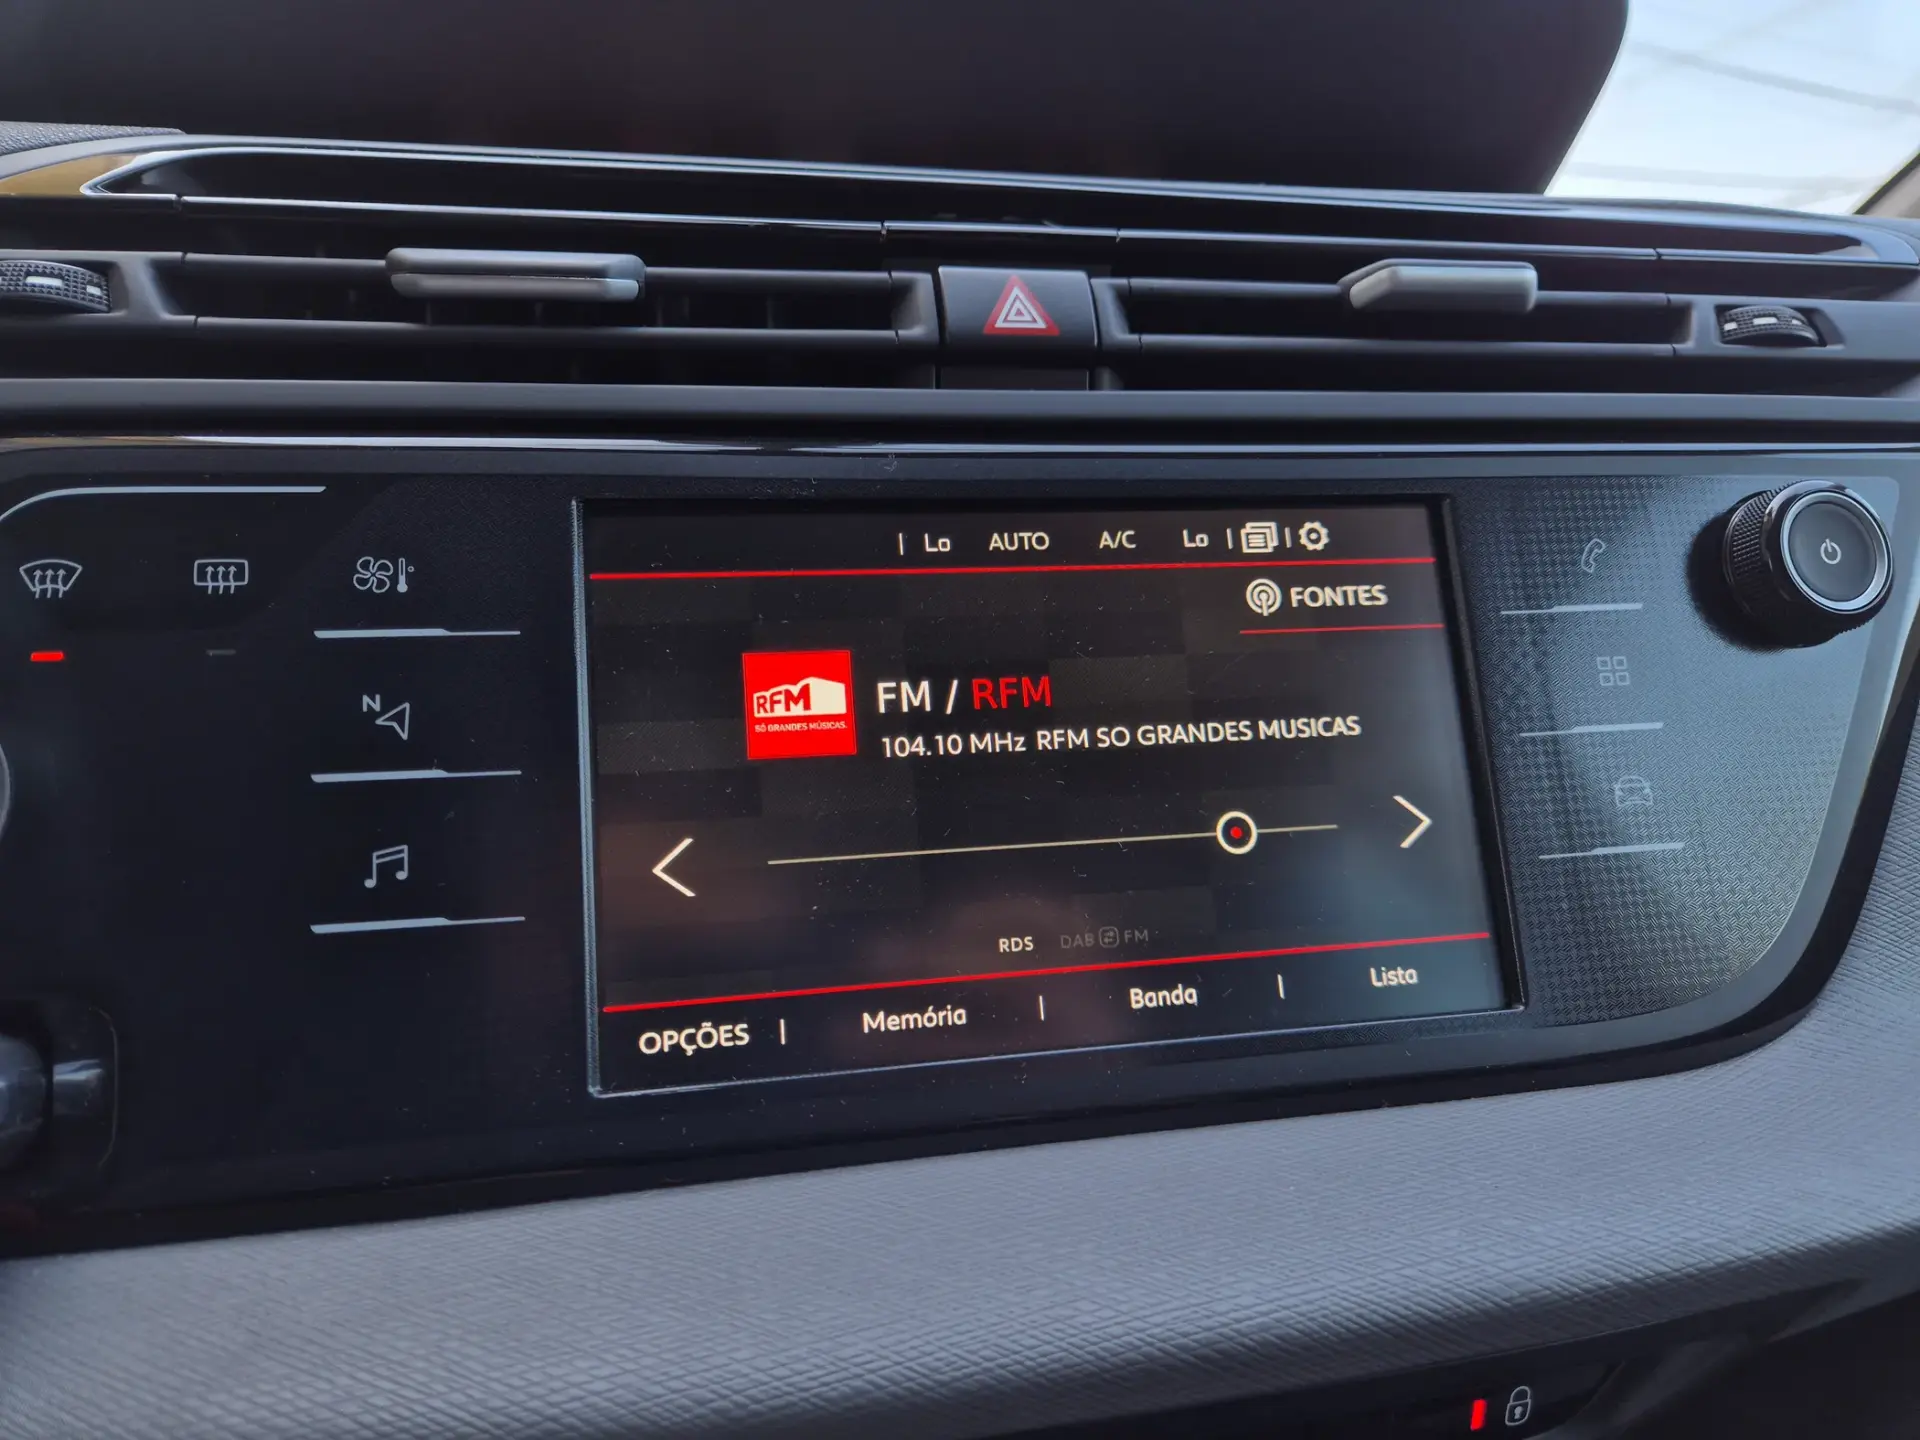 Lo AUTO A/C Lo
FONTES
RFM
SÓ GRANDES MÚSICAS.
FM / RFM
104.10 MHz RFM SO GRANDES MUSICAS
N
RDS DAB FM
OPÇÕES | Memória | Banda | Lista